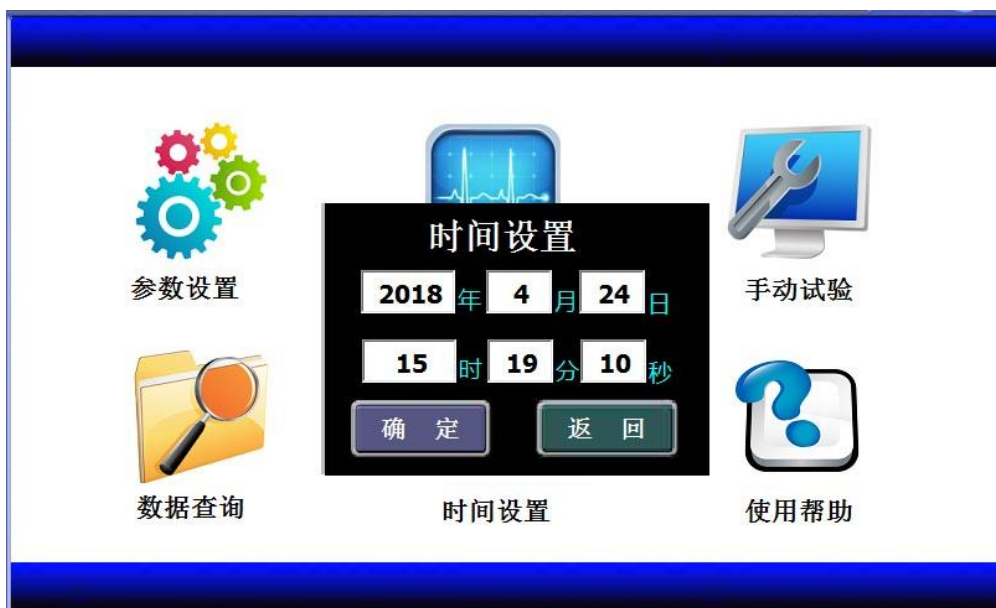 时间设置
2018 年 4 月 24 日
参数设置
手动试验
15 时 19 分 10 秒
确 定 返 回
数据查询
时间设置
使用帮助